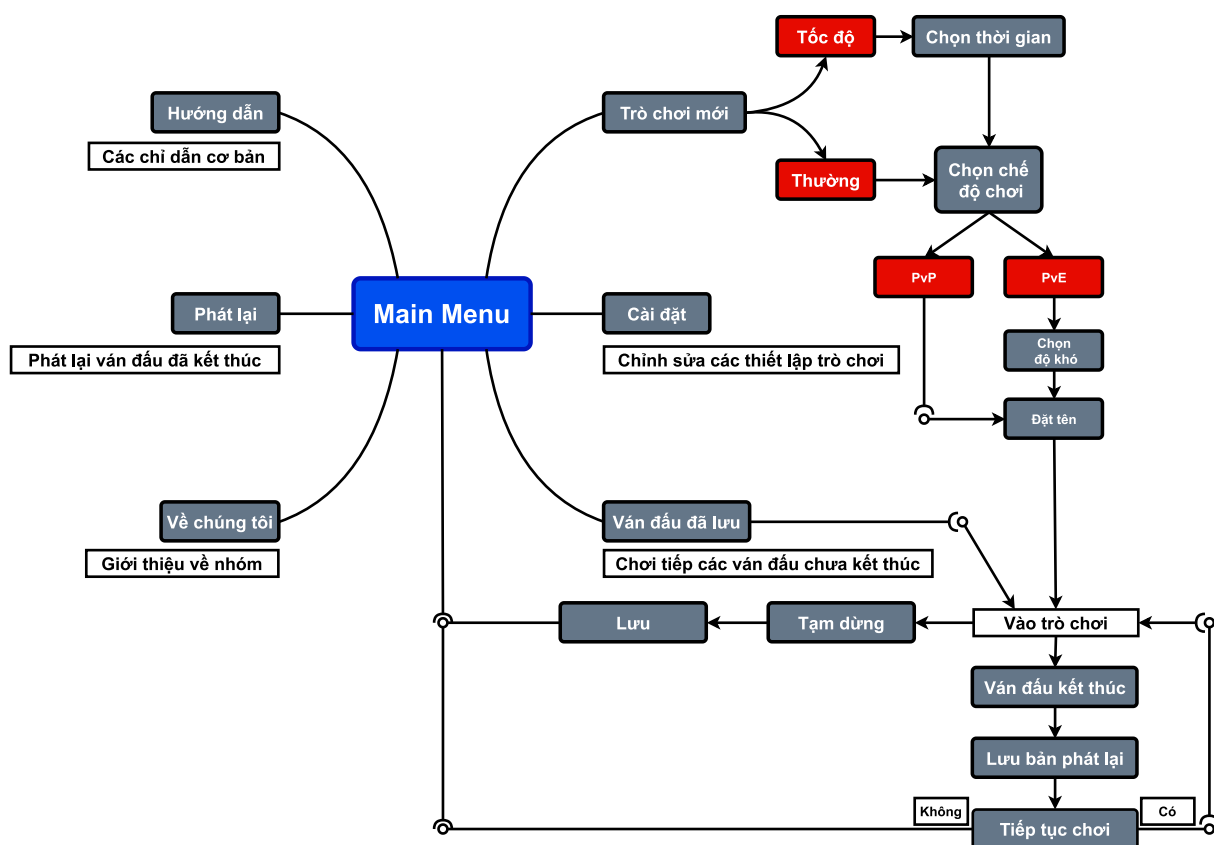 Tốc độ
Chọn thời gian
Hướng dẫn
Trò chơi mới
Các chỉ dẫn cơ bản
Thường
Chọn chế
độ chơi
PvP
PvE
Phát lại
Main Menu
Cài đặt
Phát lại ván đấu đã kết thúc
Chỉnh sửa các thiết lập trò chơi
Chọn
độ khó
Đặt tên
Về chúng tôi
Ván đấu đã lưu
Giới thiệu về nhóm
Chơi tiếp các ván đấu chưa kết thúc
Lưu
Tạm dừng
Vào trò chơi
Ván đấu kết thúc
Lưu bản phát lại
Không
Có
Tiếp tục chơi